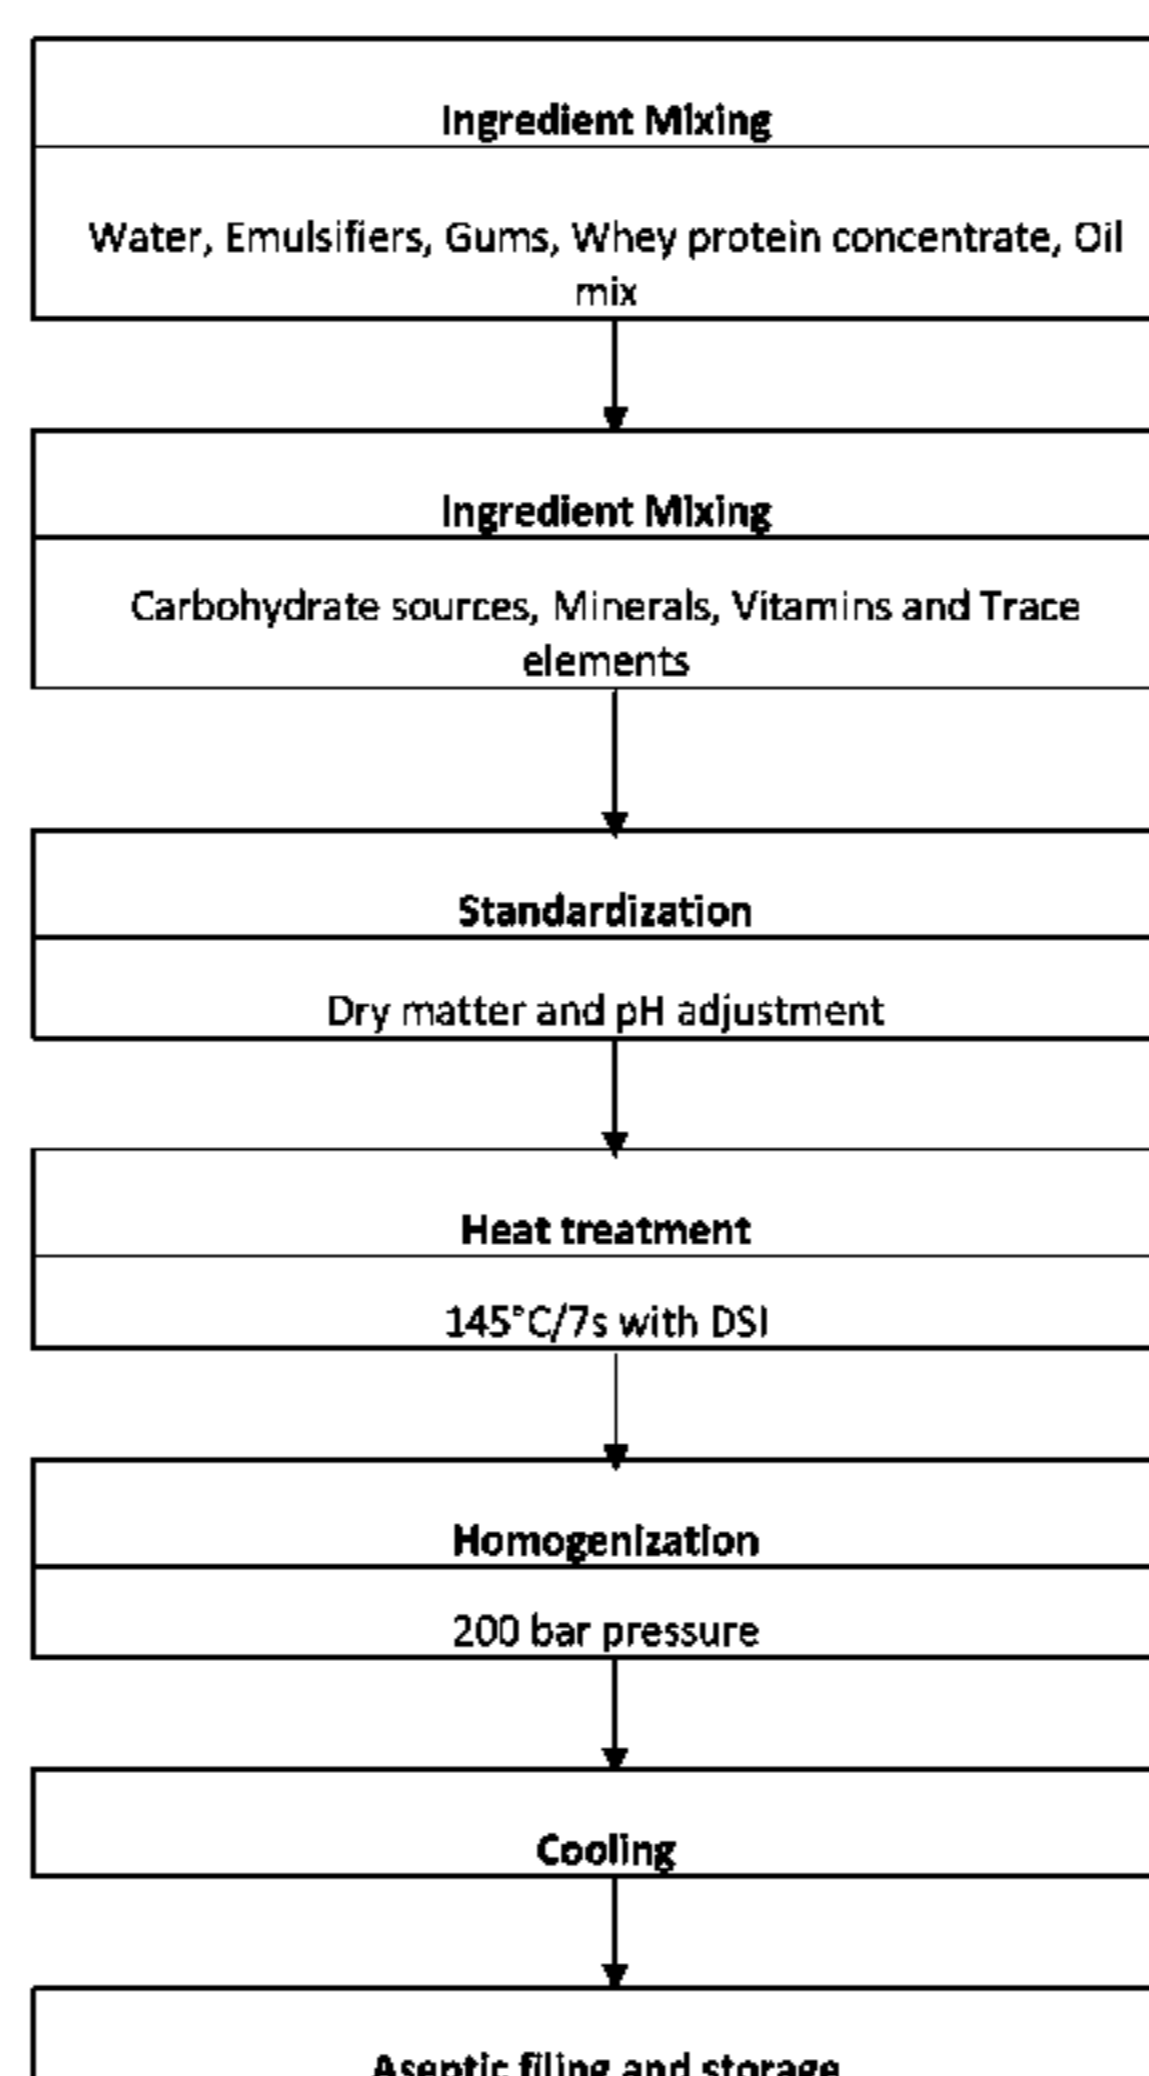 Ingredient Mixing
Water, Emulsifiers, Gums, Whey protein concentrate, Oil
mix
Ingredient Mixing
Carbohydrate sources, Minerals, Vitamins and Trace
elements
Standardization
Dry matter and pH adjustment
Heat treatment
145°C/7s with DSI
Homogenization
200 bar pressure
Cooling
Aseptic filing and storage